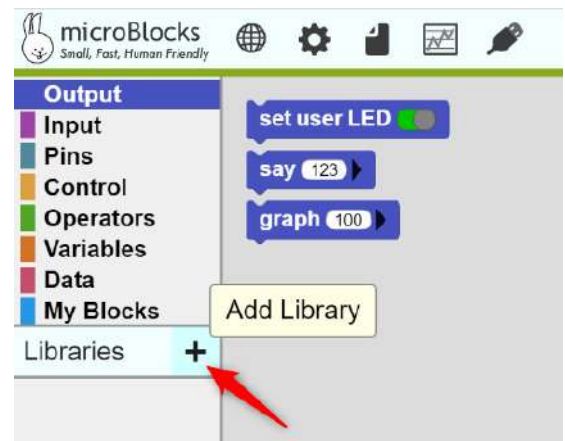 microBlocks
Small, Fast, Human Friendly
Output
Input
Pins
Control
Operators
Variables
Data
My Blocks
Libraries +
set user LED
say 123
graph 100
Add Library